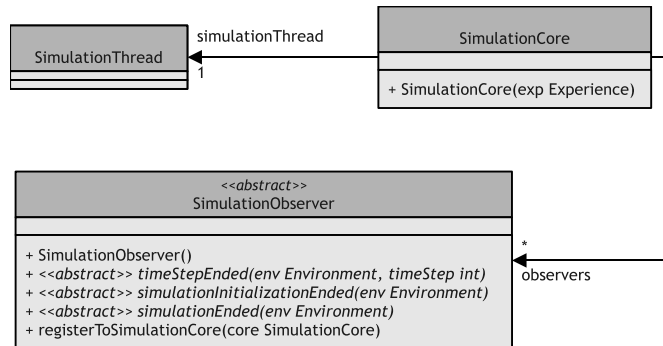 simulationThread
SimulationCore
SimulationThread
1
+ SimulationCore(exp Experience)
<<abstract>>
SimulationObserver
*
+ SimulationObserver()
+ <<abstract>> timeStepEnded(env Environment, timeStep int)
observers
+ <<abstract>> simulationInitializationEnded(env Environment)
+ <<abstract>> simulationEnded(env Environment)
+ registerToSimulationCore(core SimulationCore)